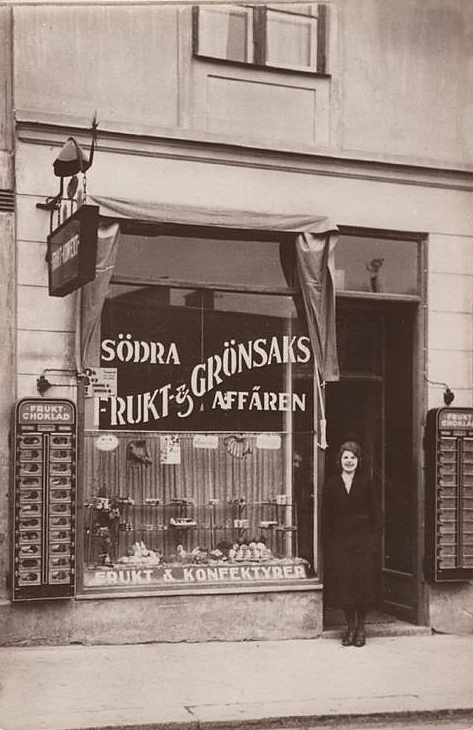 SÖDRA
FRUKT- & GRÖNSAKS
AFFÄREN
FRUKT & KONFEKTYRER
FRUKT-
CHOKLAD
FRUKT
CHOKLAD